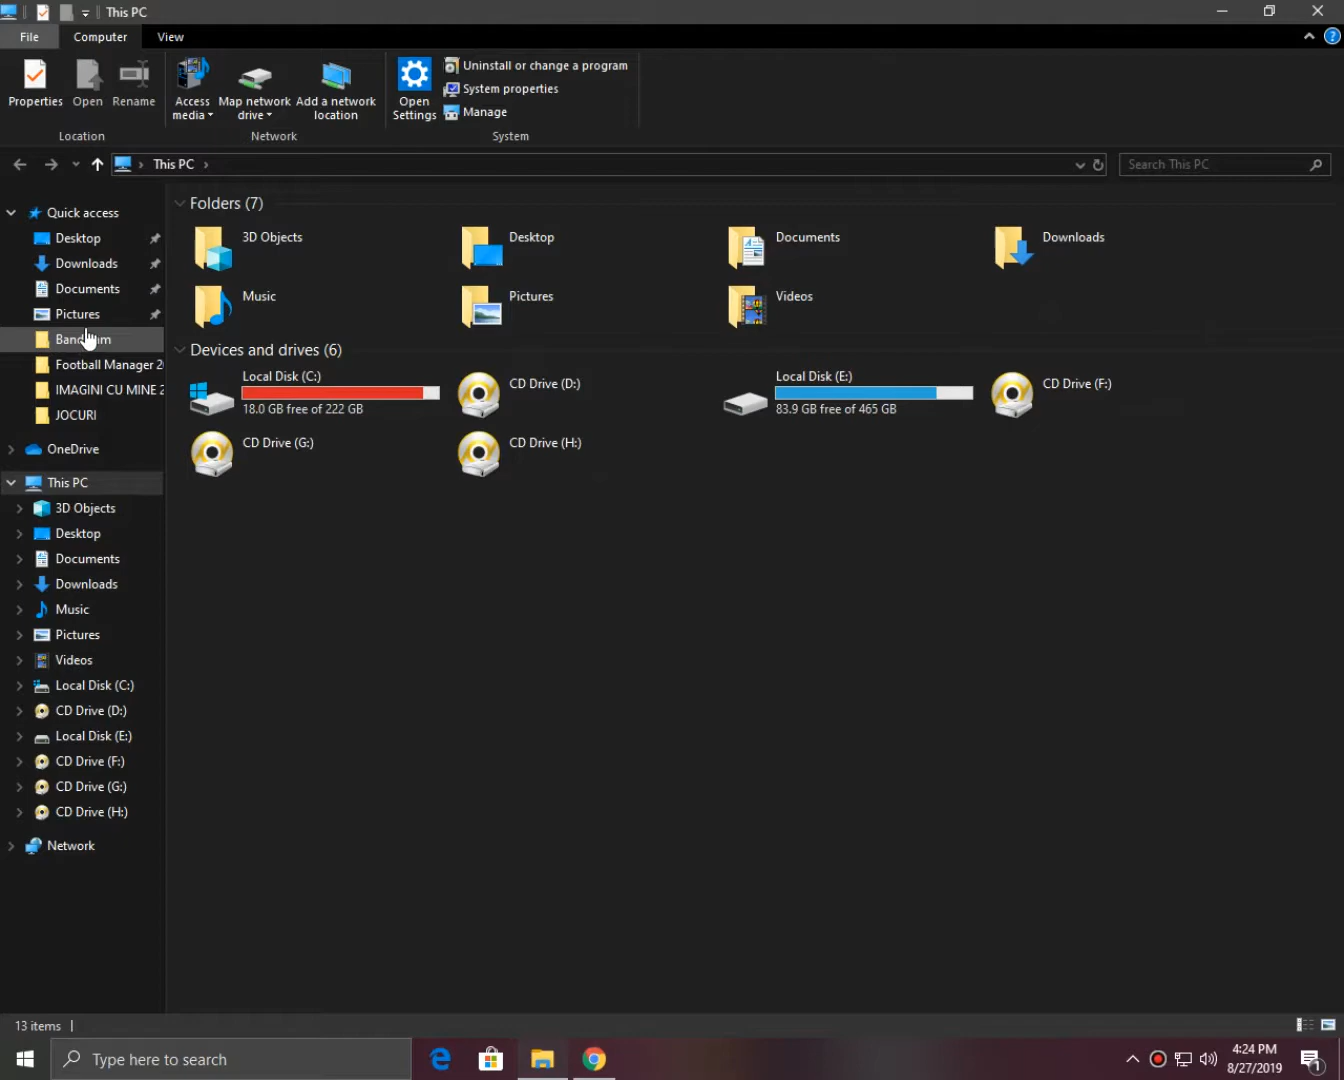 This PC
File Computer View
Properties Open Rename Access media Map network drive Add a network location Open Settings Uninstall or change a program
System properties
Manage
Location Network System
This PC
Search This PC
Quick access
Desktop
Downloads
Documents
Pictures
Football Manager 2
IMAGINI CU MINE 2
JOCURI
OneDrive
This PC
3D Objects
Desktop
Documents
Downloads
Music
Pictures
Videos
Local Disk (C:)
CD Drive (D:)
Local Disk (E:)
CD Drive (F:)
CD Drive (G:)
CD Drive (H:)
Network
Folders (7)
3D Objects Desktop Documents Downloads
Music Pictures Videos
Devices and drives (6)
Local Disk (C:)
18.0 GB free of 222 GB
CD Drive (D:)
Local Disk (E:)
83.9 GB free of 465 GB
CD Drive (F:)
CD Drive (G:) CD Drive (H:)
13 items
Type here to search
4:24 PM
8/27/2019
1